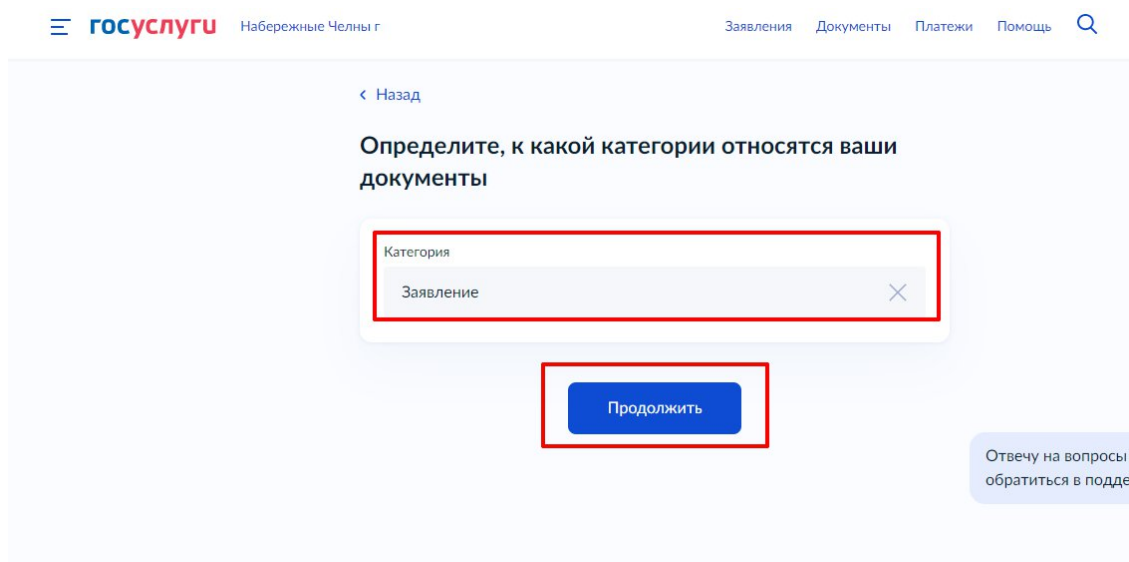 госуслуги Набережные Челны г Заявления Документы Платежи Помощь
Назад
Определите, к какой категории относятся ваши
документы
Категория
Заявление
Продолжить
Отвечу на вопросы
обратиться в подде